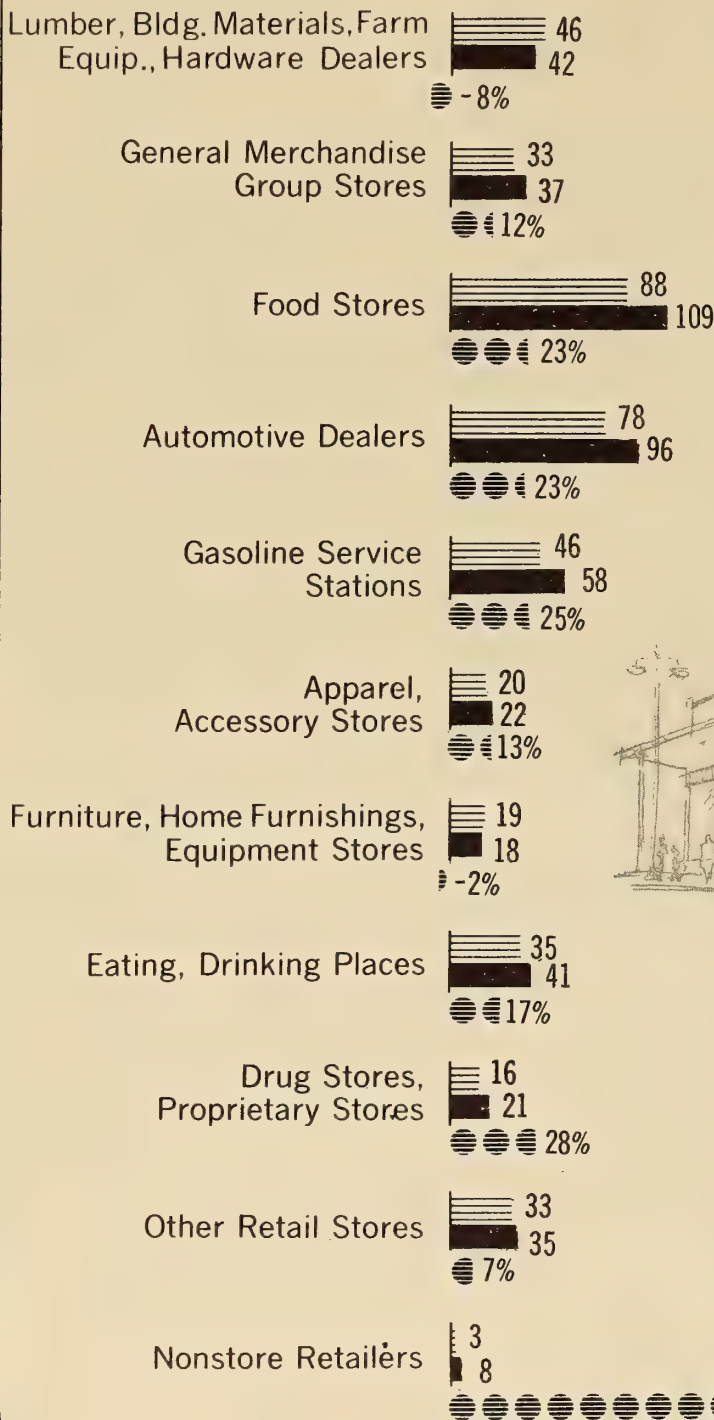 Lumber, Bldg. Materials, Farm
Equip., Hardware Dealers
46
42
-8%
General Merchandise
Group Stores
33
37
12%
Food Stores
88
109
23%
Automotive Dealers
78
96
23%
Gasoline Service
Stations
46
58
25%
Apparel,
Accessory Stores
20
22
13%
Furniture, Home Furnishings,
Equipment Stores
19
18
-2%
Eating, Drinking Places
35
41
17%
Drug Stores,
Proprietary Stores
16
21
28%
Other Retail Stores
33
35
7%
Nonstore Retailers
3
8